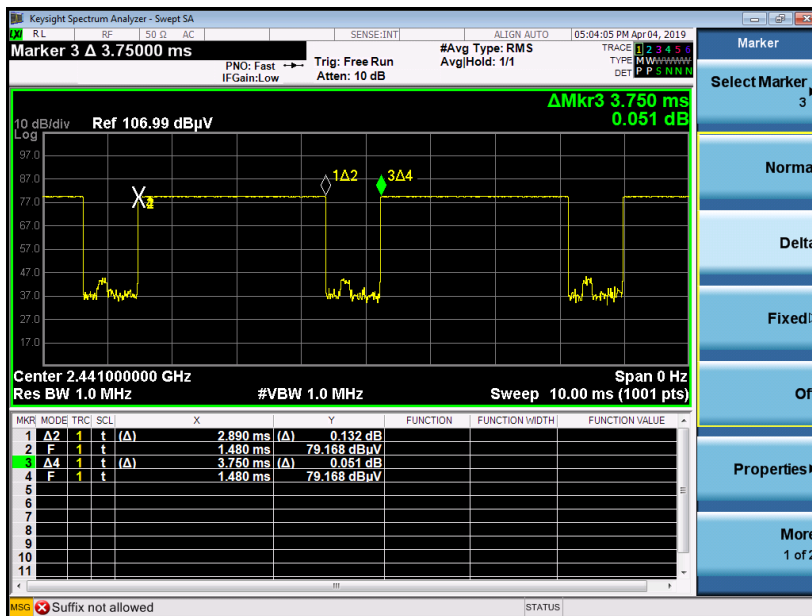 Keysight Spectrum Analyzer - Swept SA
LXI RL RF 50 Ω AC SENSE:INT ALIGN AUTO 05:04:05 PM Apr 04, 2019
Marker 3 Δ 3.75000 ms
PNO: Fast
IFGain:Low
Trig: Free Run
Atten: 10 dB
#Avg Type: RMS
Avg|Hold: 1/1
TRACE 1 2 3 4 5 6
TYPE M W W W W W W
DET P P S N N N
ΔMkr3 3.750 ms
0.051 dB
10 dB/div Ref 106.99 dBµV
Log
97.0
87.0
77.0
67.0
57.0
47.0
37.0
27.0
17.0
1Δ2
3Δ4
Center 2.441000000 GHz Span 0 Hz
Res BW 1.0 MHz #VBW 1.0 MHz Sweep 10.00 ms (1001 pts)
MKR MODE TRC SCL X Y FUNCTION FUNCTION WIDTH FUNCTION VALUE
1 Δ2 1 t (Δ) 2.890 ms (Δ) 0.132 dB
2 F 1 t 1.480 ms 79.168 dBµV
3 Δ4 1 t (Δ) 3.750 ms (Δ) 0.051 dB
4 F 1 t 1.480 ms 79.168 dBµV
5
6
7
8
9
10
11
MSG Suffix not allowed STATUS
Marker
Select Marker
3
Norma
Delta
Fixed
Of
Properties
More
1 of 2